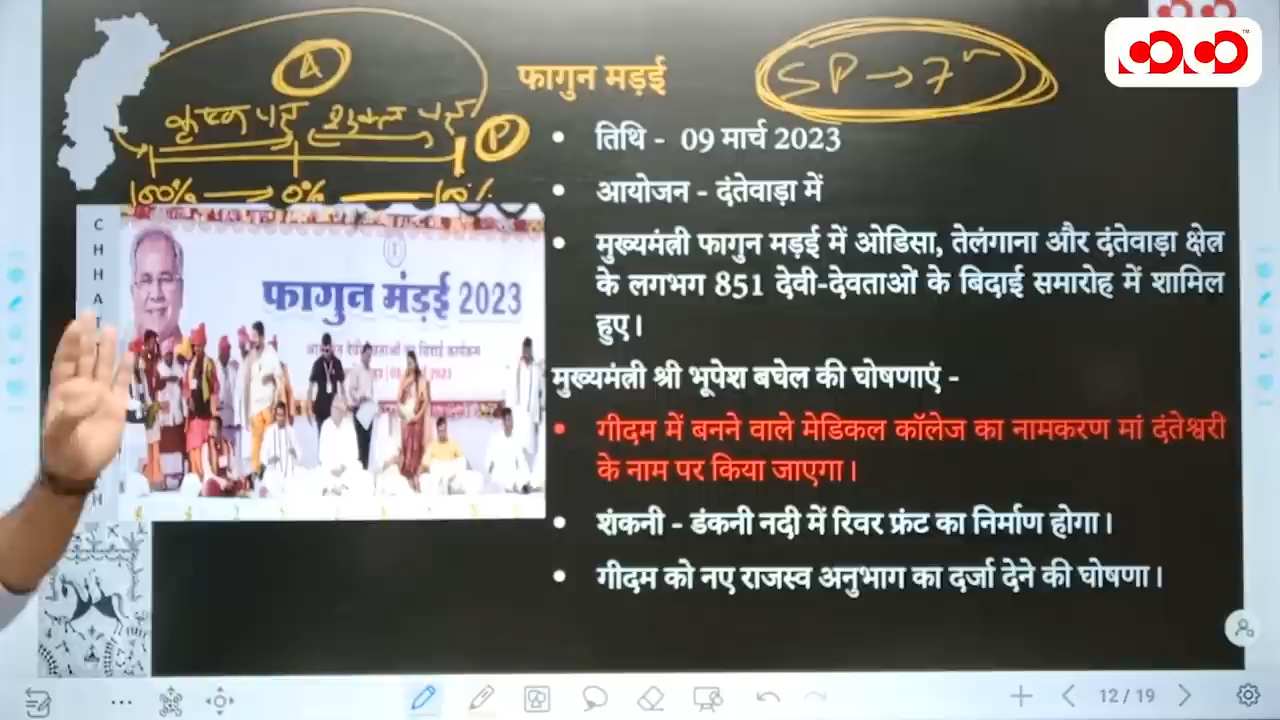 फागुन मड़ई
SP → 7
A
कृष्ण पक्ष
शुक्ल पक्ष
P
100% → 0% — 100%
• तिथि - 09 मार्च 2023
• आयोजन - दंतेवाड़ा में
• मुख्यमंत्री फागुन मड़ई में ओडिसा, तेलंगाना और दंतेवाड़ा क्षेत्र
के लगभग 851 देवी-देवताओं के बिदाई समारोह में शामिल
हुए।
मुख्यमंत्री श्री भूपेश बघेल की घोषणाएं -
• गीदम में बनने वाले मेडिकल कॉलेज का नामकरण मां दंतेश्वरी
के नाम पर किया जाएगा।
• शंकनी - डंकनी नदी में रिवर फ्रंट का निर्माण होगा।
• गीदम को नए राजस्व अनुभाग का दर्जा देने की घोषणा।
फागुन मंड़ई 2023
12 / 19